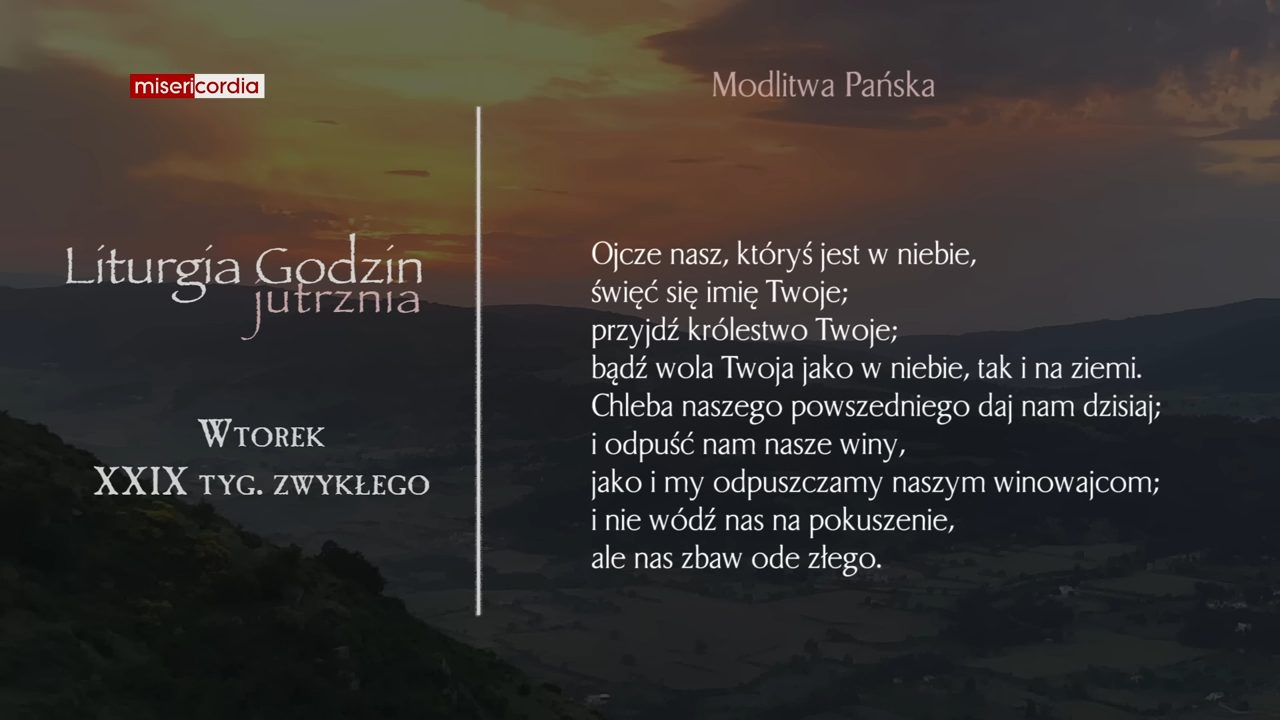 misericordia
Liturgia Godzin
jutrznia
Wtorek
XXIX tyg. zwykłego
Modlitwa Pańska
Ojcze nasz, któryś jest w niebie,
święć się imię Twoje;
przyjdź królestwo Twoje;
bądź wola Twoja jako w niebie, tak i na ziemi.
Chleba naszego powszedniego daj nam dzisiaj;
i odpuść nam nasze winy,
jako i my odpuszczamy naszym winowajcom;
i nie wódź nas na pokuszenie,
ale nas zbaw ode złego.